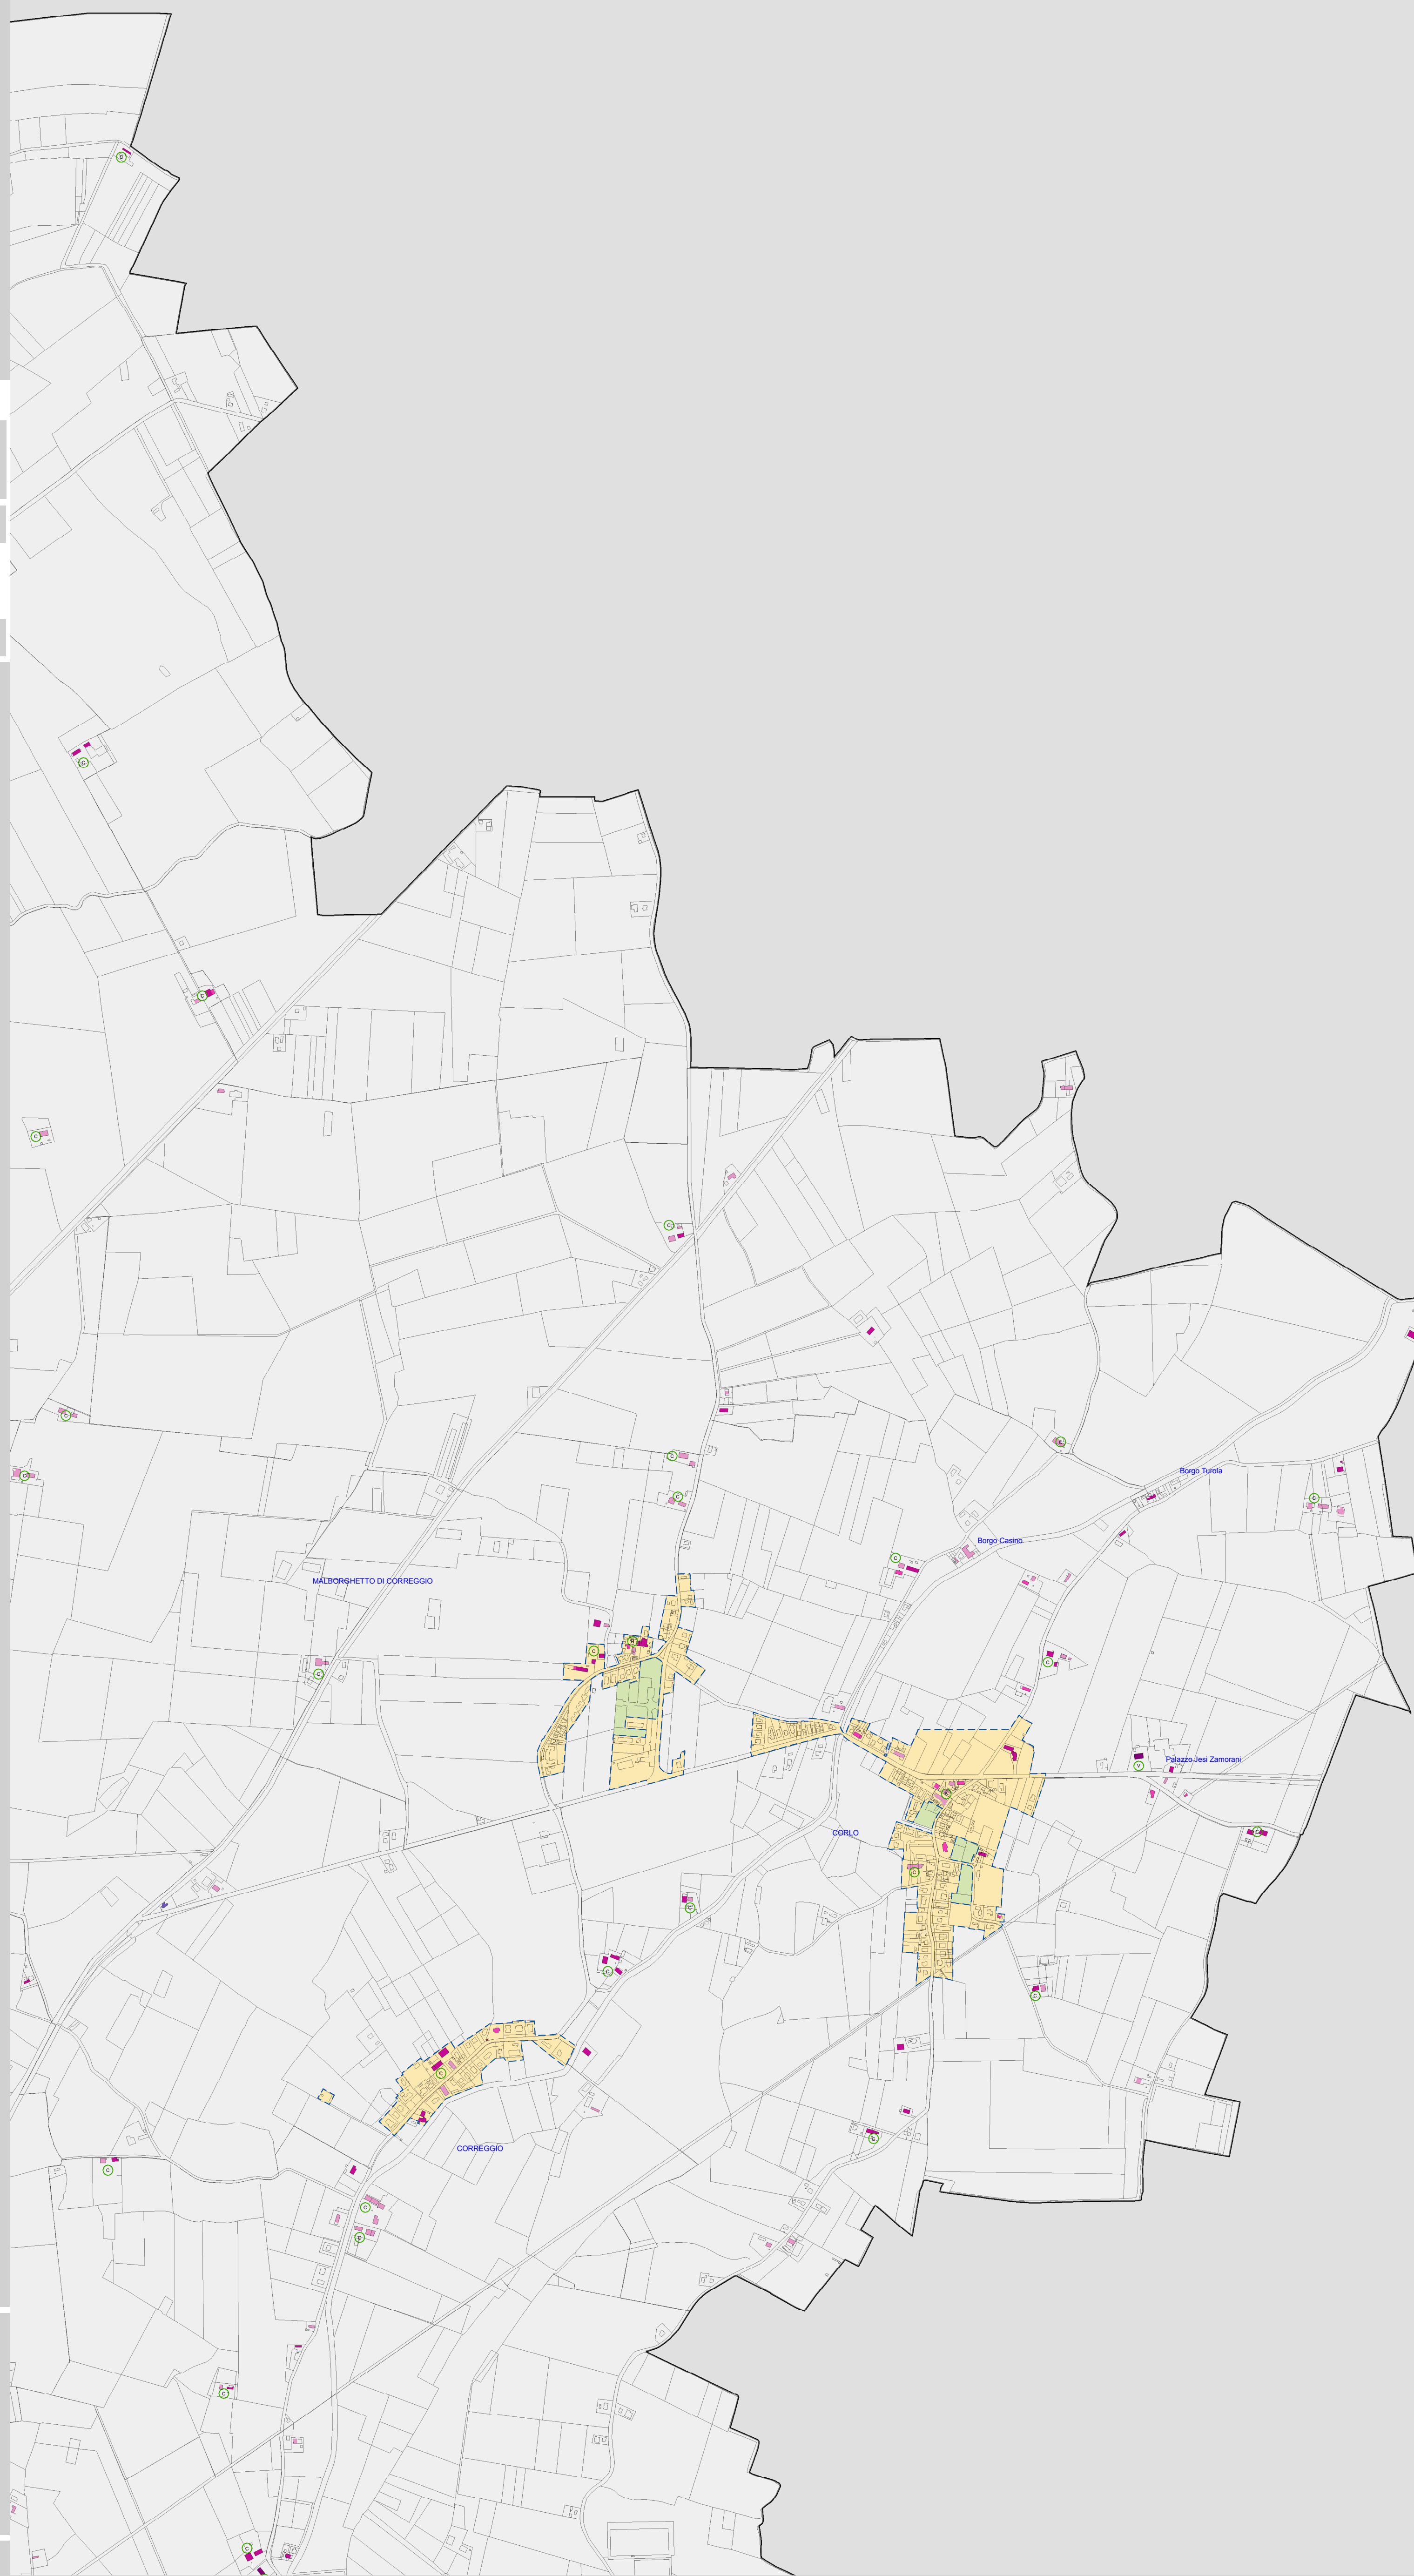 Borgo Turola
Borgo Casino
MALBORGHETTO DI CORREGGIO
Palazzo Jesi Zamorani
CORLO
CORREGGIO